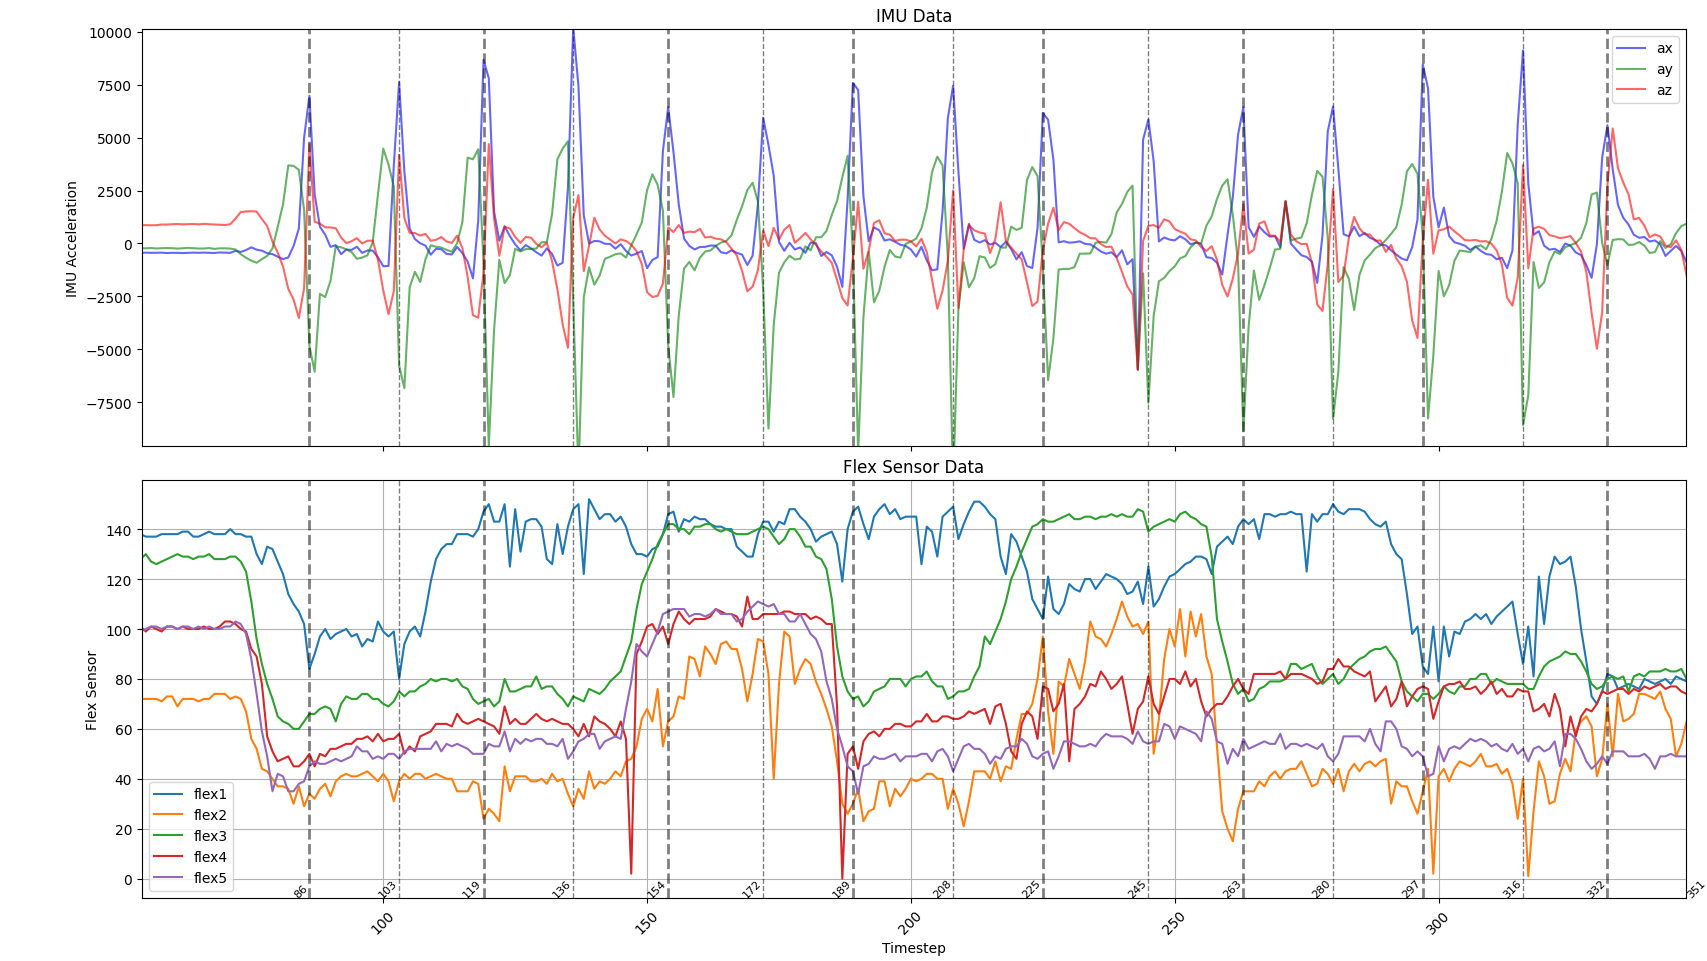 IMU Data
10000
7500
5000
2500
0
−2500
−5000
−7500
IMU Acceleration
ax
ay
az
Flex Sensor Data
140
120
100
80
60
40
20
0
Flex Sensor
flex1
flex2
flex3
flex4
flex5
86 103 119 136 154 172 189 208 225 245 263 280 297 316 332 351
100 150 200 250 300
Timestep